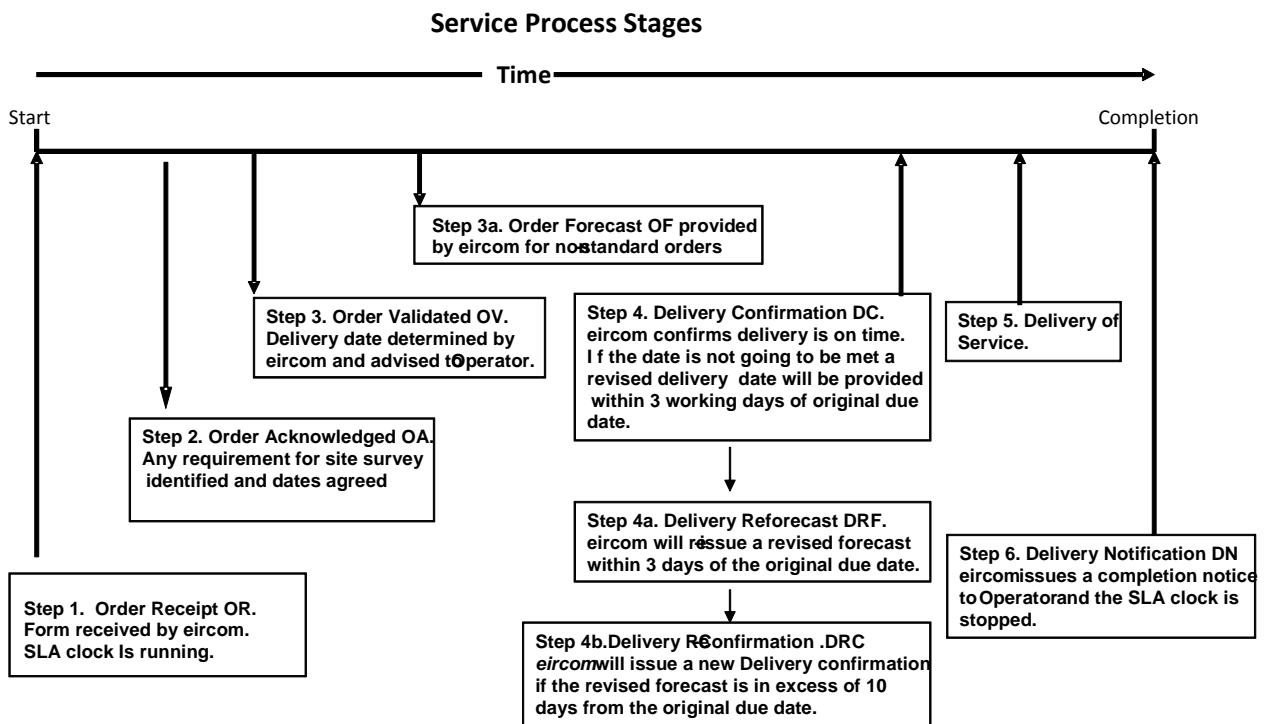 Service Process Stages
Time
Start
Completion
Step 3a. Order Forecast OF provided
by eircom for non-standard orders
Step 3. Order Validated OV.
Delivery date determined by
eircom and advised to Operator.
Step 4. Delivery Confirmation DC.
eircom confirms delivery is on time.
I f the date is not going to be met a
revised delivery date will be provided
within 3 working days of original due
date.
Step 5. Delivery of
Service.
Step 2. Order Acknowledged OA.
Any requirement for site survey
identified and dates agreed
Step 4a. Delivery Reforecast DRF.
eircom will re-issue a revised forecast
within 3 days of the original due date.
Step 6. Delivery Notification DN
eircomissues a completion notice
to Operatorand the SLA clock is
stopped.
Step 1. Order Receipt OR.
Form received by eircom.
SLA clock Is running.
Step 4b.Delivery Re-Confirmation .DRC
eircomwill issue a new Delivery confirmation
if the revised forecast is in excess of 10
days from the original due date.